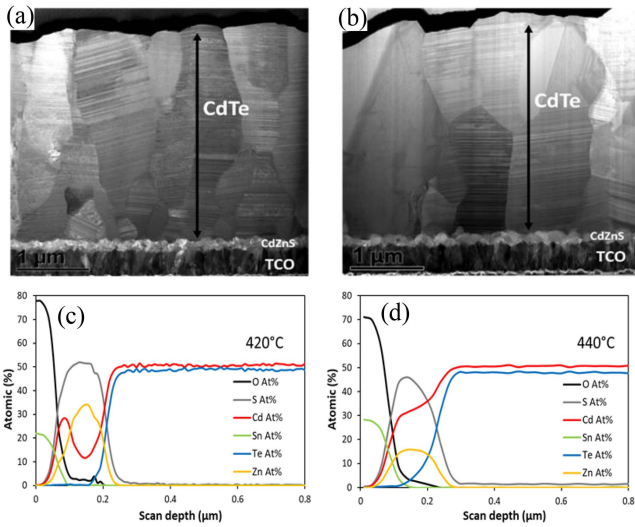 (a)
CdTe
CdZnS
1 μm
TCO
(b)
CdTe
CdZnS
1 μm
TCO
(c)
420°C
80
70
60
50
40
30
20
10
0
Atomic (%)
O At%
S At%
Cd At%
Sn At%
Te At%
Zn At%
0 0.2 0.4 0.6 0.8
Scan depth (μm)
(d)
440°C
80
70
60
50
40
30
20
10
0
Atomic (%)
O At%
S At%
Cd At%
Sn At%
Te At%
Zn At%
0 0.2 0.4 0.6 0.8
Scan depth (μm)